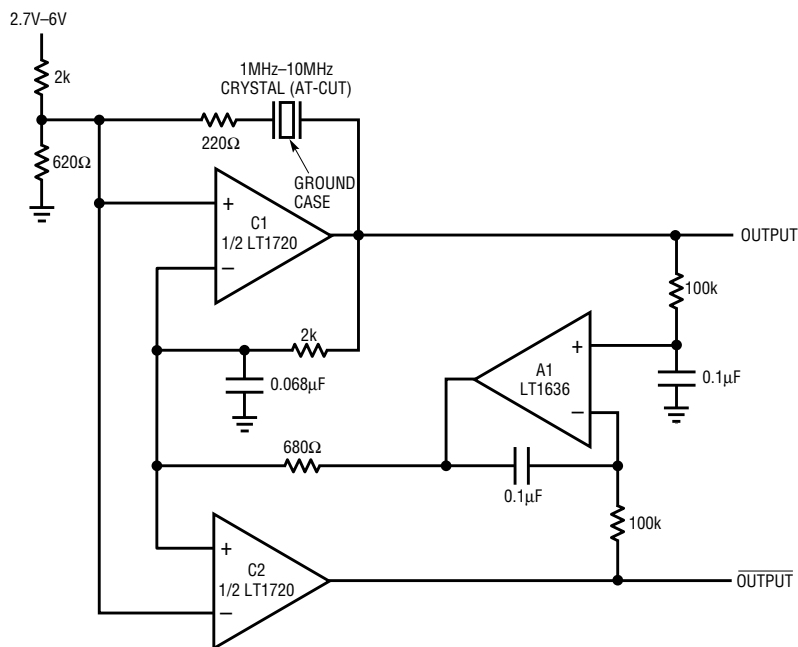 2.7V–6V
2k
620Ω
1MHz–10MHz
CRYSTAL (AT-CUT)
220Ω
GROUND
CASE
+
C1
1/2 LT1720
−
OUTPUT
100k
2k
0.068µF
+
A1
LT1636
−
0.1µF
680Ω
0.1µF
100k
+
C2
1/2 LT1720
−
OUTPUT